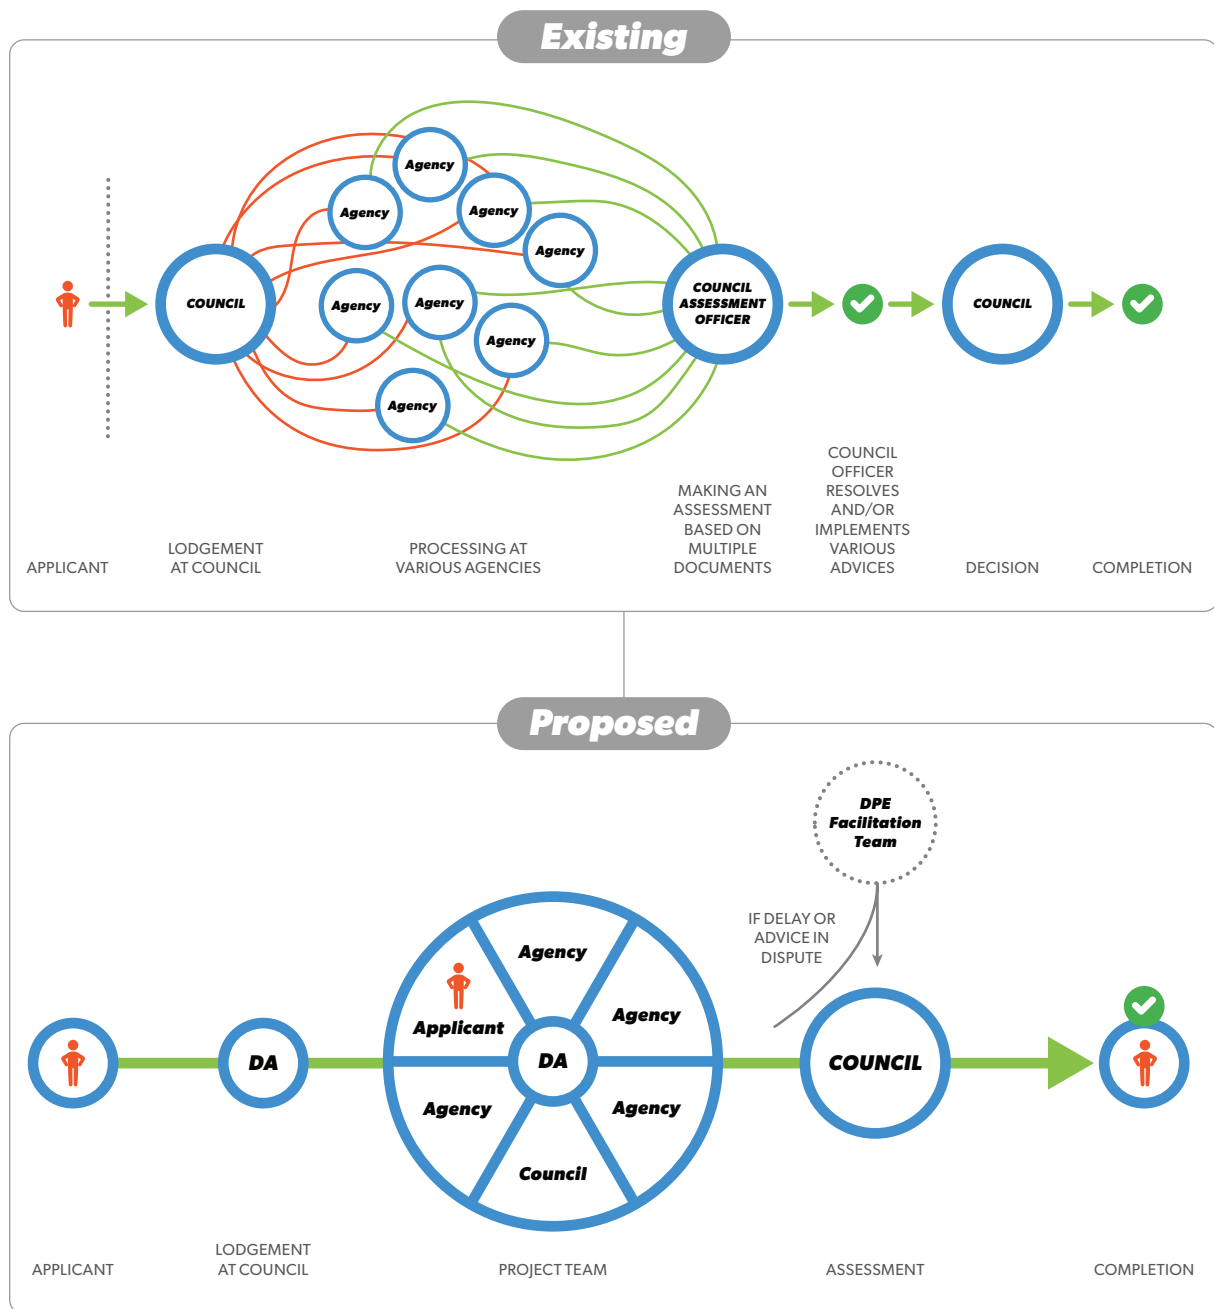 Existing
Agency
Agency
Agency
Agency
COUNCIL
Agency
Agency
Agency
Agency
COUNCIL
ASSESSMENT
OFFICER
COUNCIL
APPLICANT
LODGEMENT
AT COUNCIL
PROCESSING AT
VARIOUS AGENCIES
MAKING AN
ASSESSMENT
BASED ON
MULTIPLE
DOCUMENTS
COUNCIL
OFFICER
RESOLVES
AND/OR
IMPLEMENTS
VARIOUS
ADVICES
DECISION
COMPLETION
Proposed
DPE
Facilitation
Team
IF DELAY OR
ADVICE IN
DISPUTE
DA
Applicant
Agency
Agency
DA
Agency
Agency
Council
COUNCIL
APPLICANT
LODGEMENT
AT COUNCIL
PROJECT TEAM
ASSESSMENT
COMPLETION